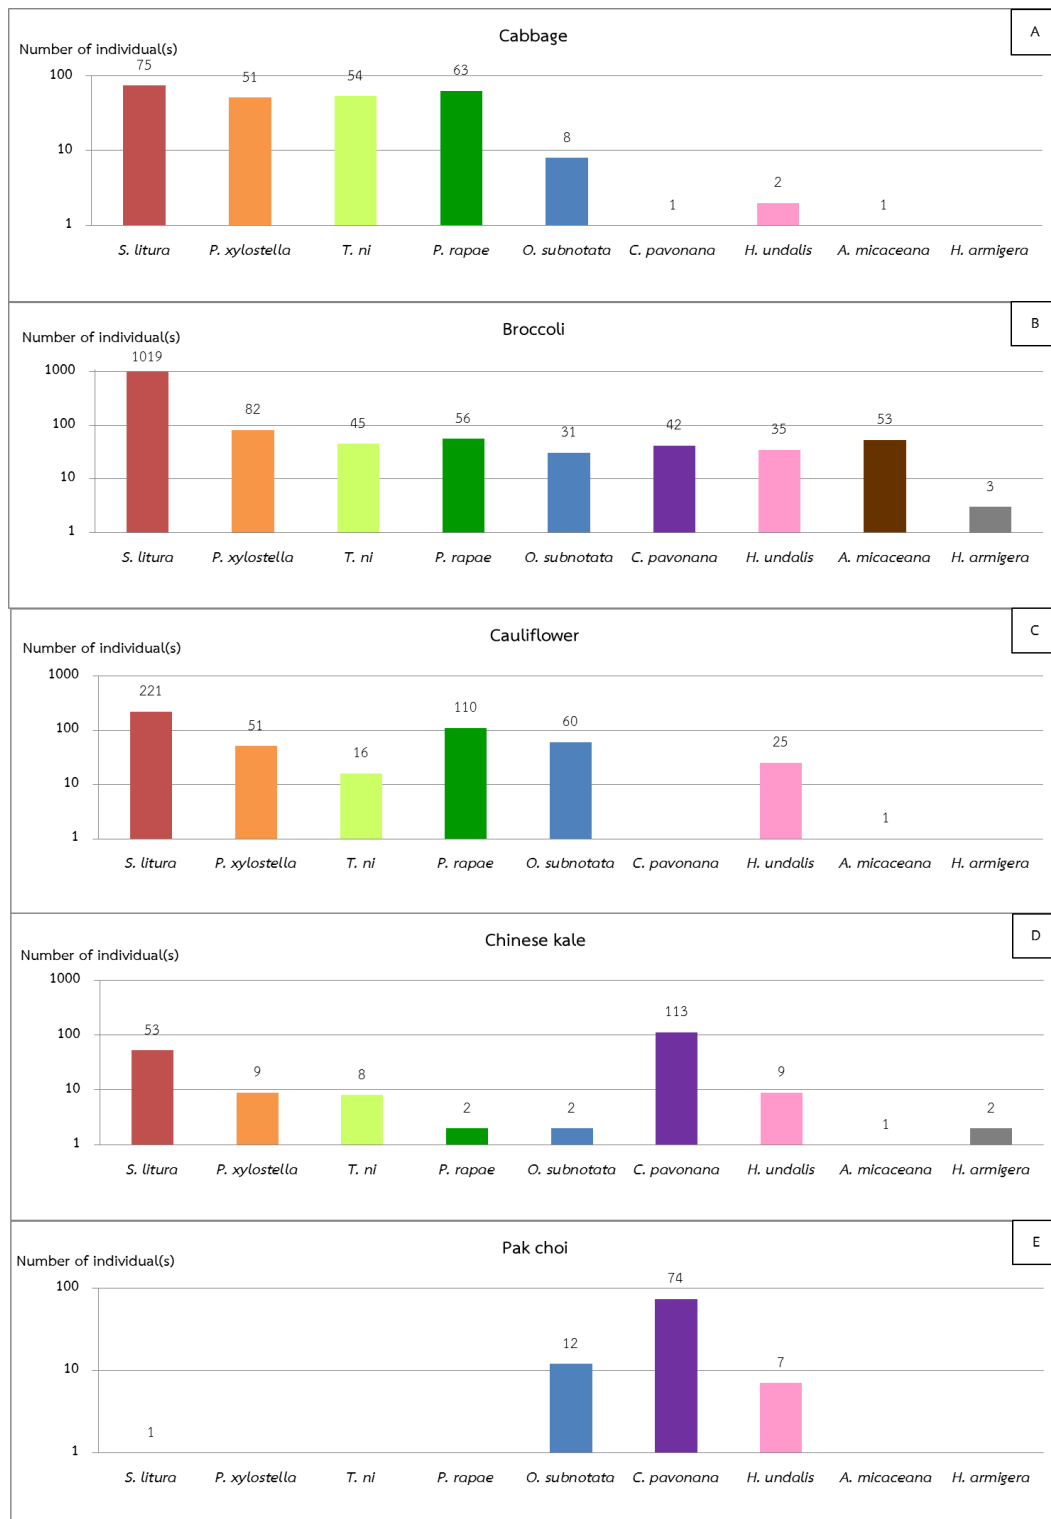 Cabbage
A
Number of individual(s)
75 51 54 63 8 1 2 1
100
10
1
S. litura P. xylostella T. ni P. rapae O. subnotata C. pavonana H. undalis A. micaceana H. armigera
Broccoli
B
Number of individual(s)
1019 82 45 56 31 42 35 53 3
1000
100
10
1
S. litura P. xylostella T. ni P. rapae O. subnotata C. pavonana H. undalis A. micaceana H. armigera
Cauliflower
C
Number of individual(s)
221 51 16 110 60 25 1
1000
100
10
1
S. litura P. xylostella T. ni P. rapae O. subnotata C. pavonana H. undalis A. micaceana H. armigera
Chinese kale
D
Number of individual(s)
53 9 8 2 2 113 9 1 2
1000
100
10
1
S. litura P. xylostella T. ni P. rapae O. subnotata C. pavonana H. undalis A. micaceana H. armigera
Pak choi
E
Number of individual(s)
1 12 74 7
100
10
1
S. litura P. xylostella T. ni P. rapae O. subnotata C. pavonana H. undalis A. micaceana H. armigera